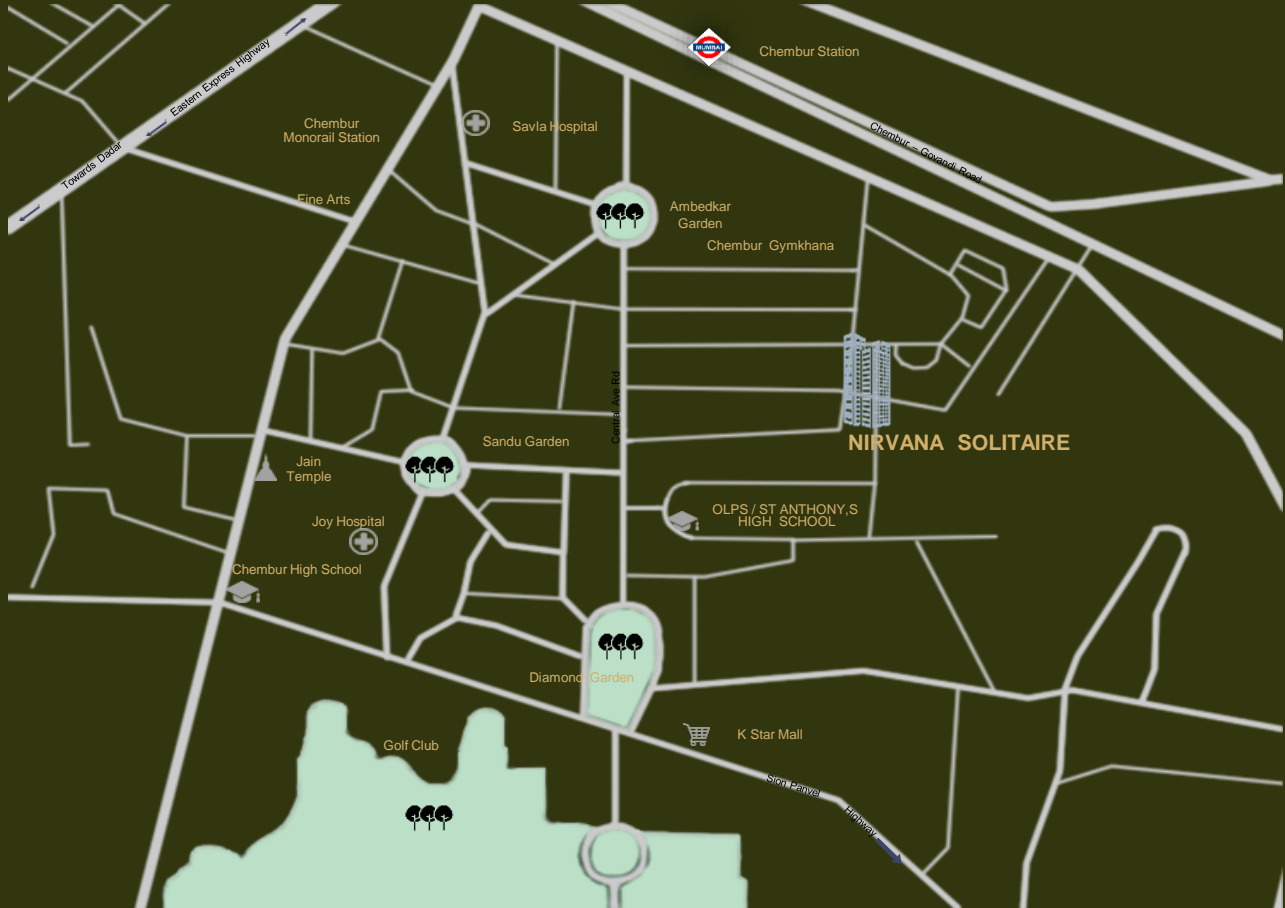 MUMBAI
Chembur Station
Eastern Express Highway
Chembur
Monorail Station
Savla Hospital
Chembur – Govandi Road
Towards Dadar
Fine Arts
Ambedkar
Garden
Chembur Gymkhana
Central Ave Rd
Sandu Garden
NIRVANA SOLITAIRE
Jain
Temple
Joy Hospital
OLPS / ST ANTHONY,S
HIGH SCHOOL
Chembur High School
Diamond Garden
Golf Club
K Star Mall
Sion Panvel
Highway